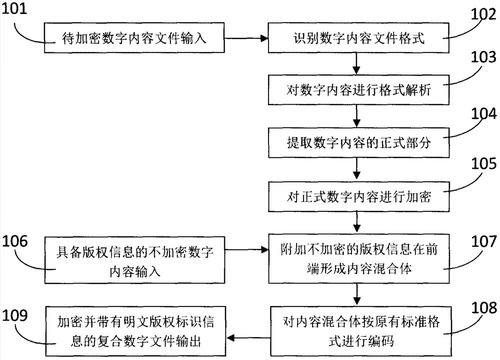 101
待加密数字内容文件输入
识别数字内容文件格式
102
103
对数字内容进行格式解析
104
提取数字内容的正式部分
105
对正式数字内容进行加密
106
具备版权信息的不加密数字
内容输入
附加不加密的版权信息在前
端形成内容混合体
107
109
加密并带有明文版权标识信
息的复合数字文件输出
对内容混合体按原有标准格
式进行编码
108